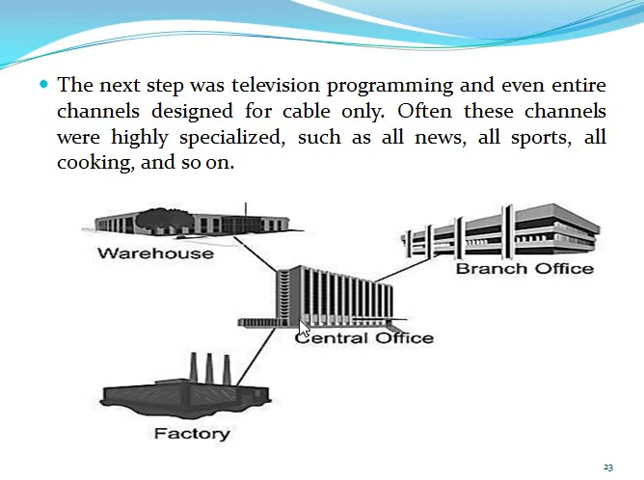 The next step was television programming and even entire
channels designed for cable only. Often these channels
were highly specialized, such as all news, all sports, all
cooking, and so on.
Warehouse
Branch Office
Central Office
Factory
23